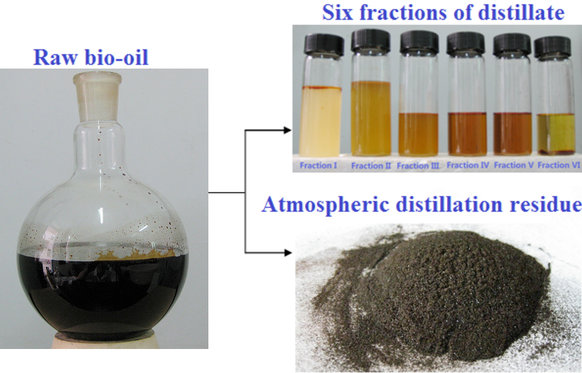 Six fractions of distillate
Raw bio-oil
Fraction I Fraction II Fraction III Fraction IV Fraction V Fraction VI
Atmospheric distillation residue